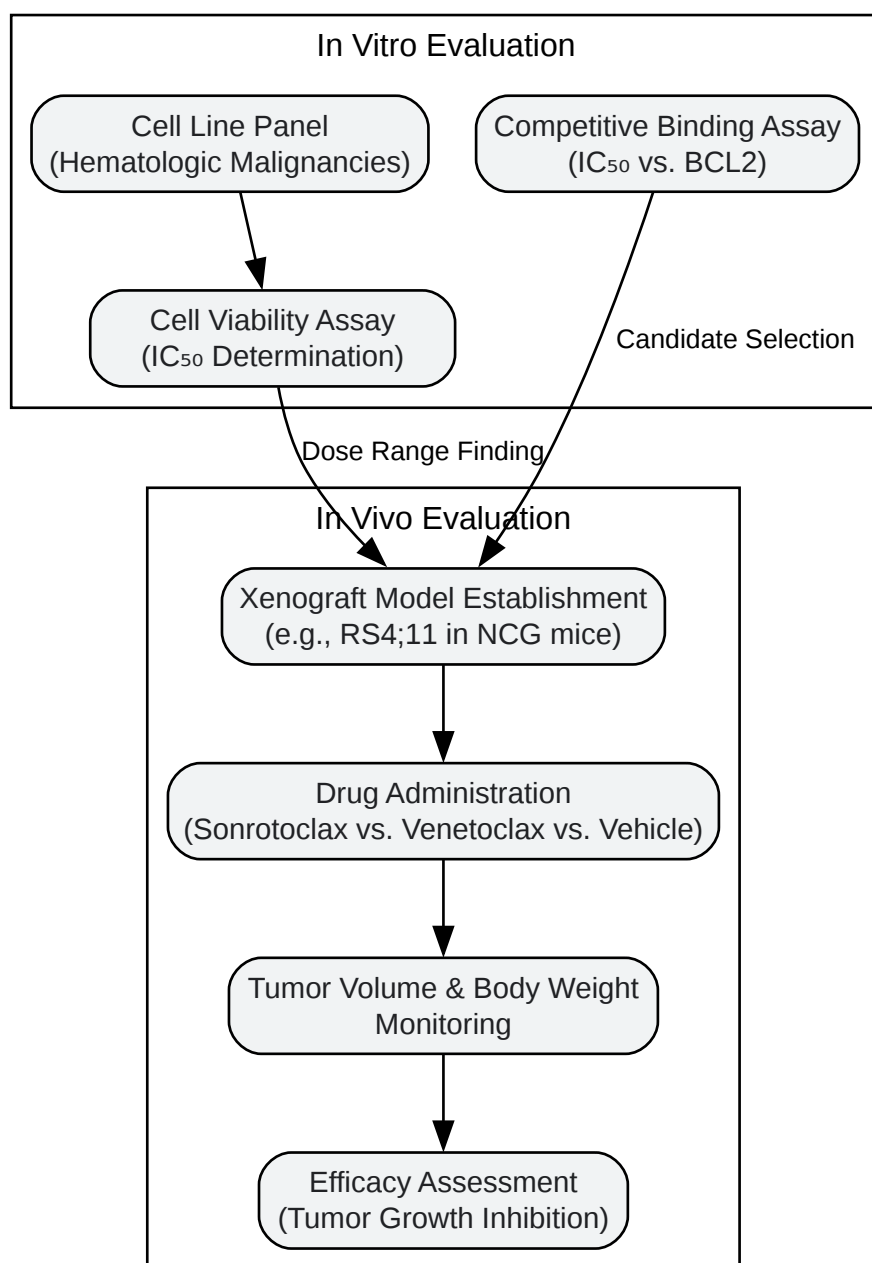 In Vitro Evaluation
Cell Line Panel
(Hematologic Malignancies)
Competitive Binding Assay
(IC₅₀ vs. BCL2)
Cell Viability Assay
(IC₅₀ Determination)
Candidate Selection
Dose Range Finding
In Vivo Evaluation
Xenograft Model Establishment
(e.g., RS4;11 in NCG mice)
Drug Administration
(Sonrotoclax vs. Venetoclax vs. Vehicle)
Tumor Volume & Body Weight
Monitoring
Efficacy Assessment
(Tumor Growth Inhibition)